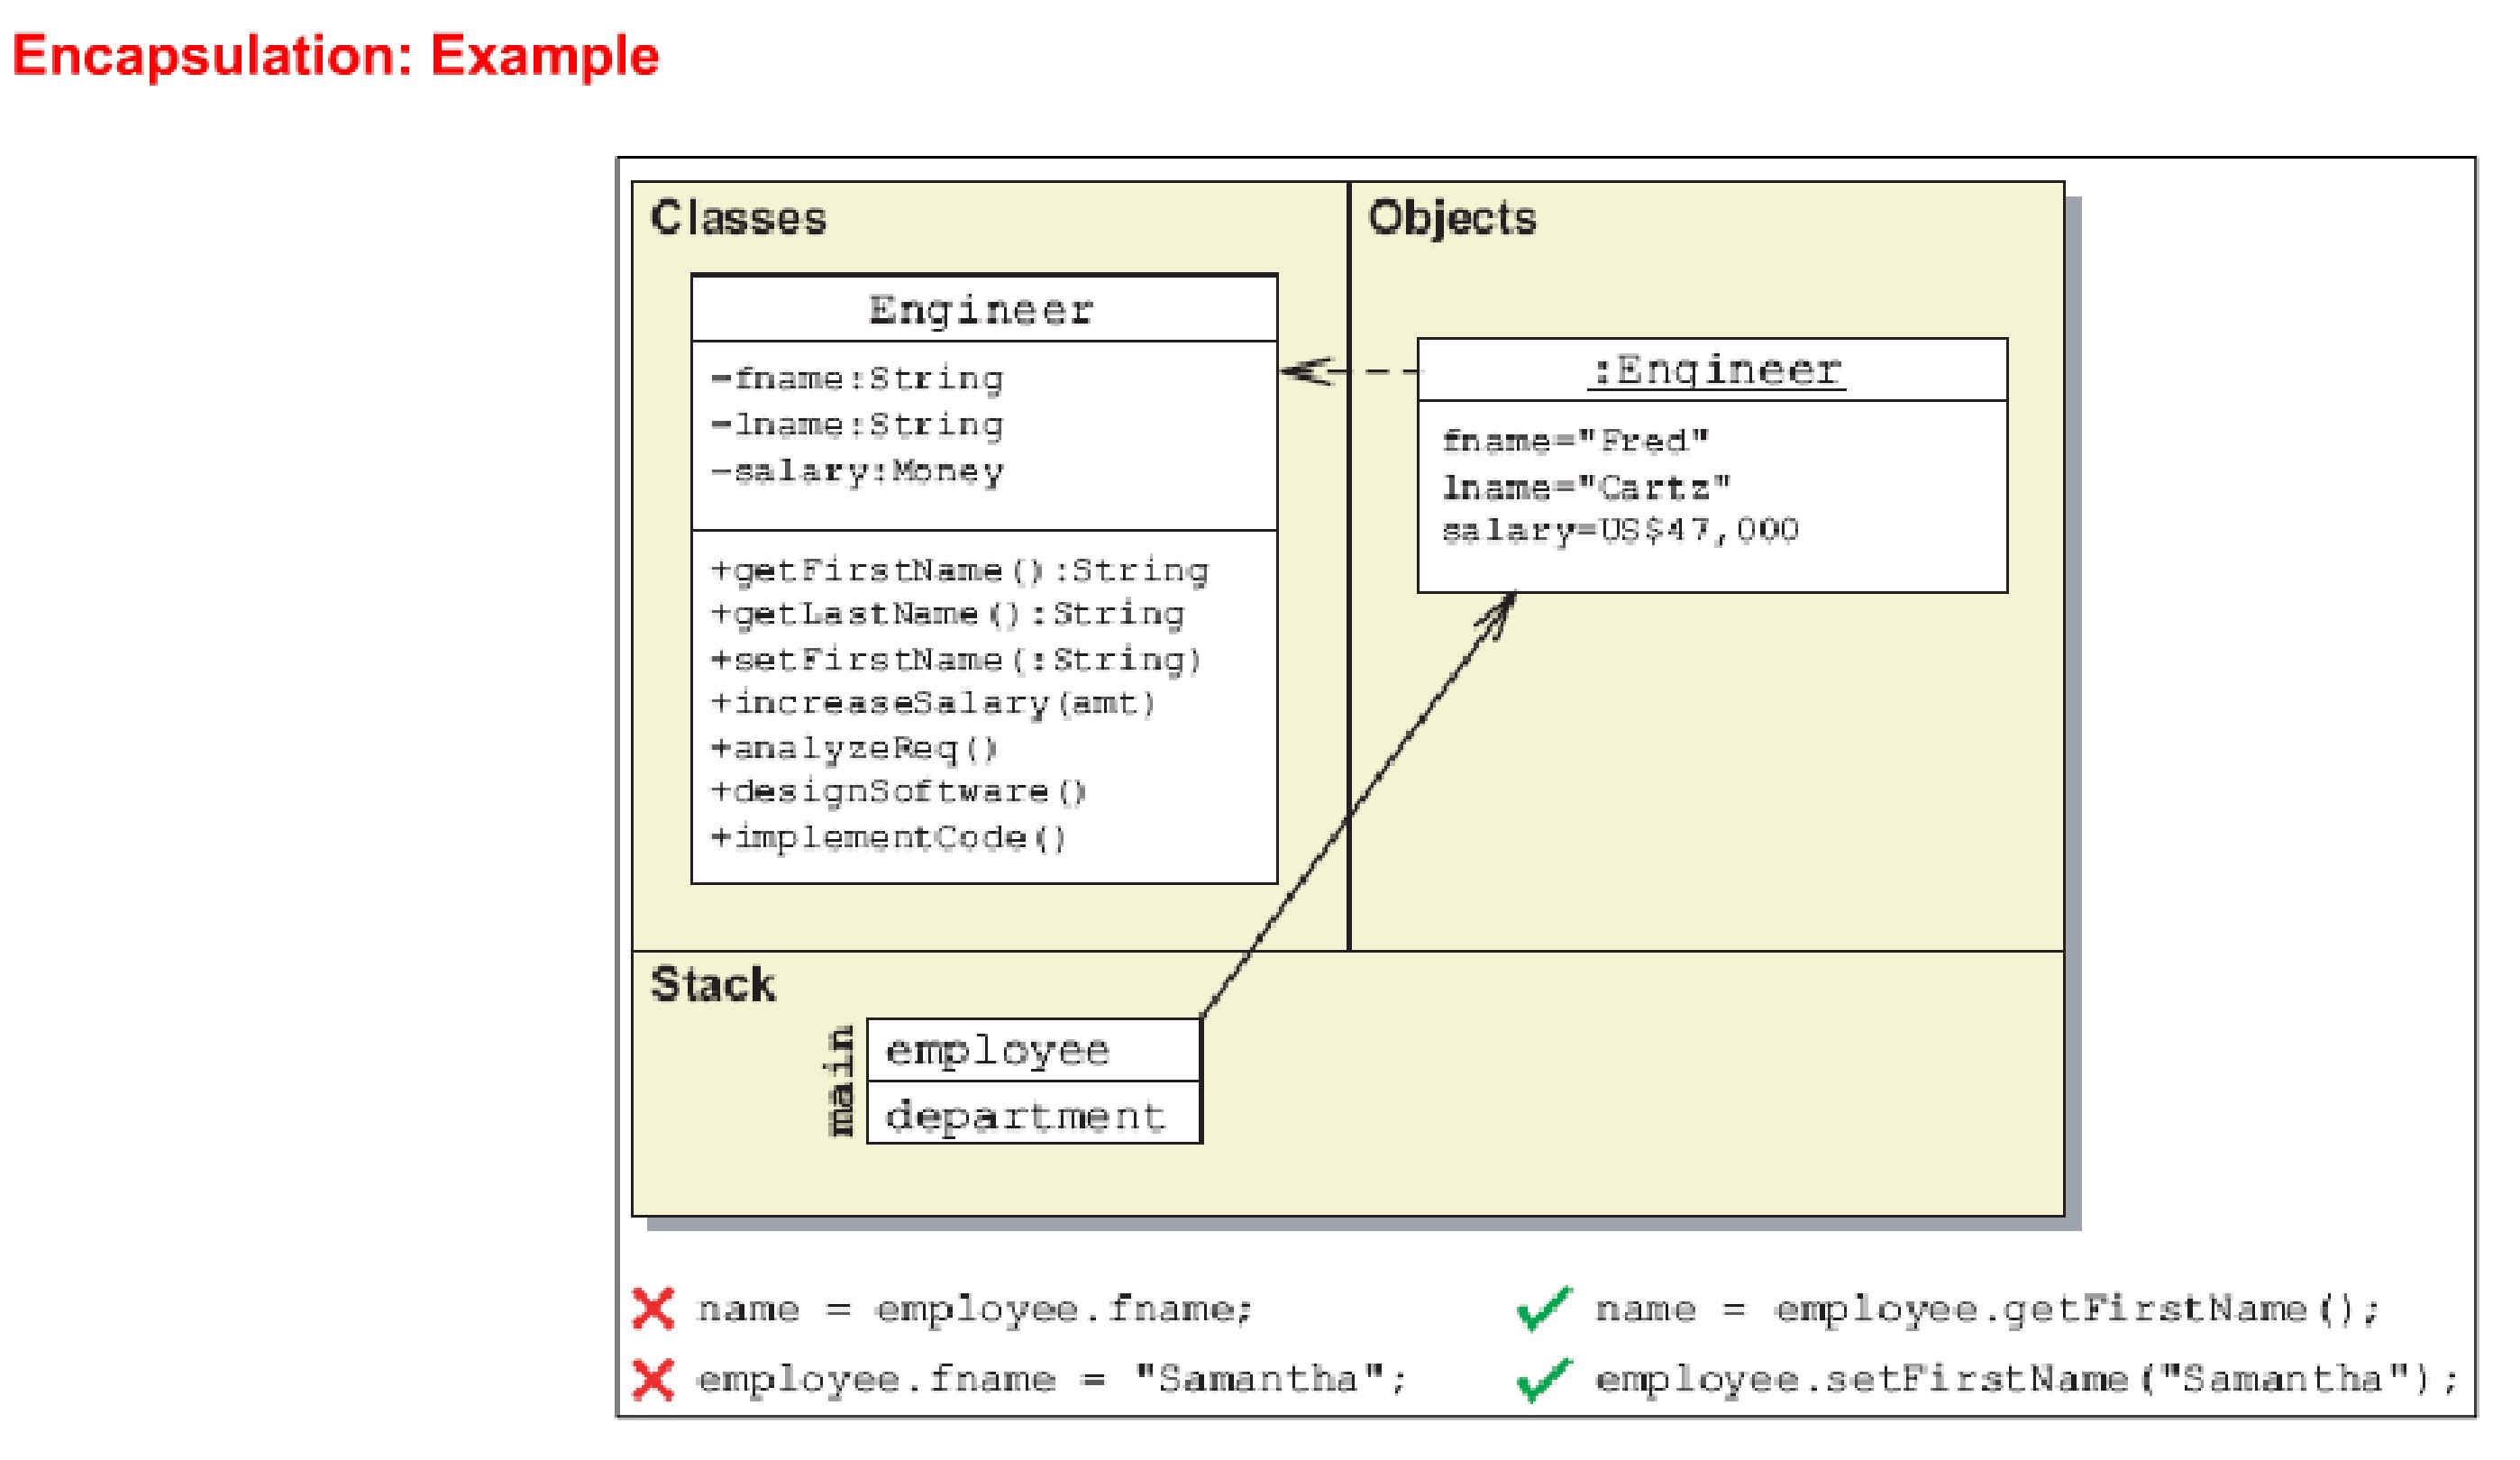 Encapsulation: Example
Classes
Engineer
-fname:String
-lname:String
-salary:Money
+getFirstName():String
+getLastName():String
+setFirstName(:String)
+increaseSalary(amt)
+analyzeReq()
+designSoftware()
+implementCode()
Objects
:Engineer
fname="Fred"
lname="Cartz"
salary=US$47,000
Stack
main
employee
department
name = employee.fname;
employee.fname = "Samantha";
name = employee.getFirstName();
employee.setFirstName("Samantha");